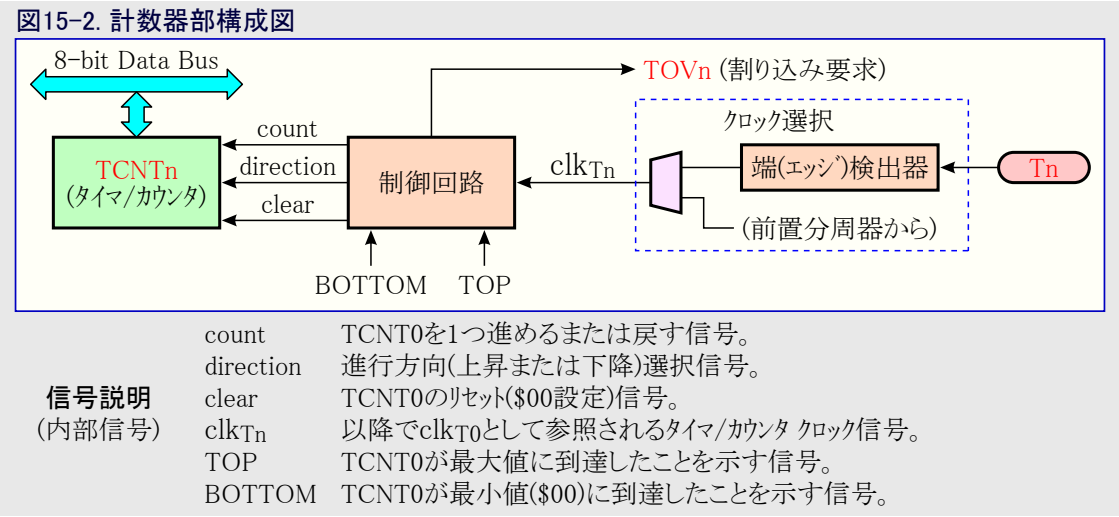 図15-2. 計数器部構成図
8-bit Data Bus
TOVn (割り込み要求)
クロック選択
count
TCNTn
(タイマ/カウンタ)
direction
制御回路
clkTn
端(エッジ)検出器
Tn
clear
(前置分周器から)
BOTTOM
TOP
信号説明
(内部信号)
count TCNT0を1つ進めるまたは戻す信号。
direction 進行方向(上昇または下降)選択信号。
clear TCNT0のリセット($00設定)信号。
clkTn 以降でclkT0として参照されるタイマ/カウンタ クロック信号。
TOP TCNT0が最大値に到達したことを示す信号。
BOTTOM TCNT0が最小値($00)に到達したことを示す信号。